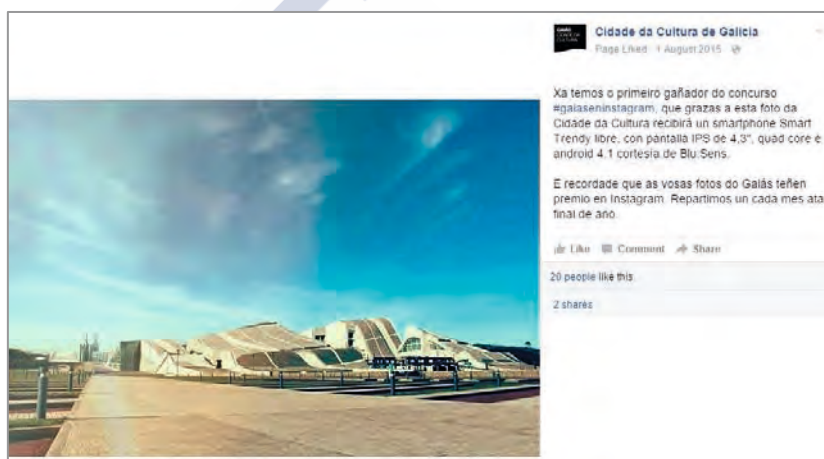 Cidade da Cultura de Galicia
Page Liked · 1 August 2015 ·
Xa temos o primeiro gañador do concurso
#gaiaseninstagram, que grazas a esta foto da
Cidade da Cultura recibirá un smartphone Smart
Trendy libre, con pantalla IPS de 4,3", quad core e
android 4.1 cortesía de Blu:Sens.
E recordade que as vosas fotos do Gaiás teñen
premio en Instagram. Repartimos un cada mes ata
final de ano.
Like Comment Share
20 people like this.
2 shares